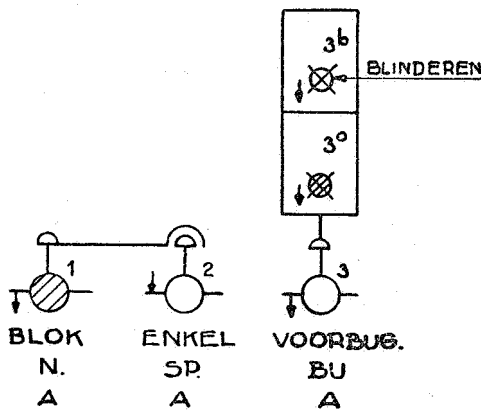 3b
BLINDEREN
3a
1
2
3
BLOK
N.
A
ENKEL
SP.
A
VOORBUG.
BU
A